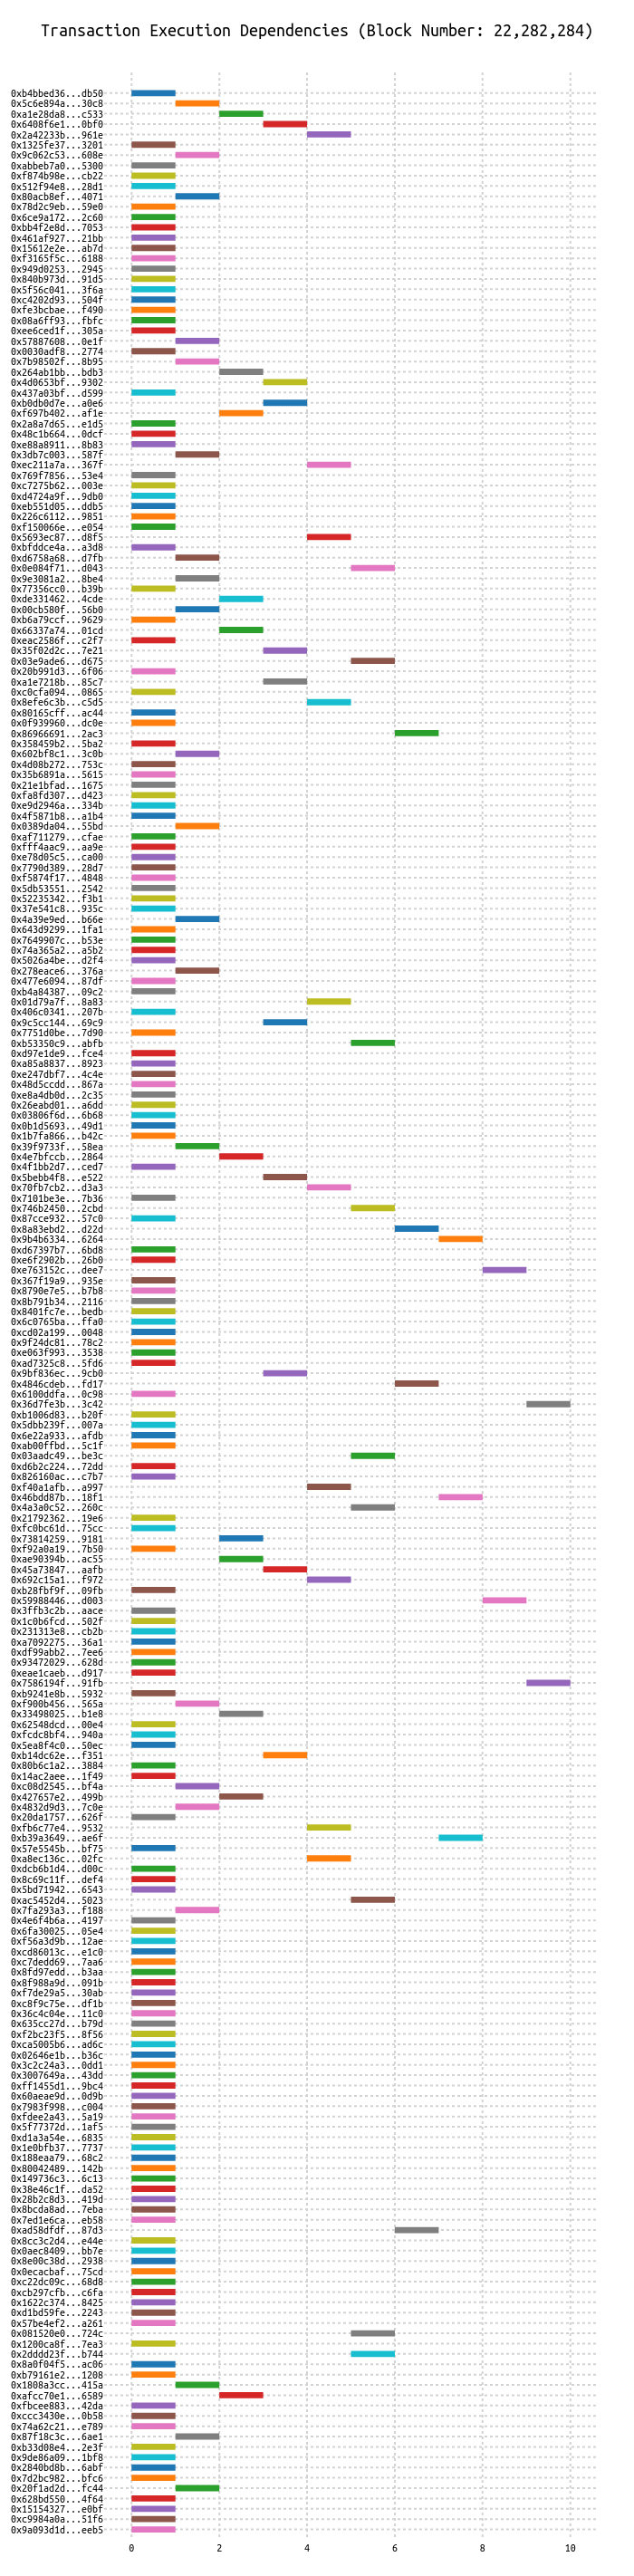 Transaction Execution Dependencies (Block Number: 22,282,284)
0xb4bbed36...db50
0x5c6e894a...30c8
0xa1e28da8...c533
0x6408f6e1...0bf0
0x2a42233b...961e
0x1325fe37...3201
0x9c062c53...608e
0xabbeb7a0...5300
0xf874b98e...cb22
0x512f94e8...28d1
0x80acb8ef...4071
0x78d2c9eb...59e0
0x6ce9a172...2c60
0xbb4f2e8d...7053
0x461af927...21bb
0x15612e2e...ab7d
0xf3165f5c...6188
0x949d0253...2945
0x840b973d...91d5
0x5f56c041...3f6a
0xc4202d93...504f
0xfe3bcbae...f490
0x08a6ff93...fbfc
0xee6ced1f...305a
0x57887608...0e1f
0x0030adf8...2774
0x7b98502f...8b95
0x264ab1bb...bdb3
0x4d0653bf...9302
0x437a03bf...d599
0xb0db0d7e...a0e6
0xf697b402...af1e
0x2a8a7d65...e1d5
0x48c1b664...0dcf
0xe88a8911...8b83
0x3db7c003...587f
0xec211a7a...367f
0x769f7856...53e4
0xc7275b62...003e
0xd4724a9f...9db0
0xeb551d05...ddb5
0x226c6112...9851
0xf150066e...e054
0x5693ec87...d8f5
0xbfddce4a...a3d8
0xd6758a68...d7fb
0x0e084f71...d043
0x9e3081a2...8be4
0x77356cc0...b39b
0xde331462...4cde
0x00cb580f...56b0
0xb6a79ccf...9629
0x66337a74...01cd
0xeac2586f...c2f7
0x35f02d2c...7e21
0x03e9ade6...d675
0x20b991d3...6f06
0xa1e7218b...85c7
0xc0cfa094...0865
0x8efe6c3b...c5d5
0x80165cff...ac44
0x0f939960...dc0e
0x86966691...2ac3
0x358459b2...5ba2
0x602bf8c1...3c0b
0x4d08b272...753c
0x35b6891a...5615
0x21e1bfad...1675
0xfa8fd307...d423
0xe9d2946a...334b
0x4f5871b8...a1b4
0x0389da04...55bd
0xaf711279...cfae
0xfff4aac9...aa9e
0xe78d05c5...ca00
0x7790d389...28d7
0xf5874f17...4848
0x5db53551...2542
0x52235342...f3b1
0x37e541c8...935c
0x4a39e9ed...b66e
0x643d9299...1fa1
0x7649907c...b53e
0x74a365a2...a5b2
0x5026a4be...d2f4
0x278eace6...376a
0x477e6094...87df
0xb4a84387...09c2
0x01d79a7f...8a83
0x406c0341...207b
0x9c5cc144...69c9
0x7751d0be...7d90
0xb53350c9...abfb
0xd97e1de9...fce4
0xa85a8837...8923
0xe247dbf7...4c4e
0x48d5ccdd...867a
0xe8a4db0d...2c35
0x26eabd01...a6dd
0x03806f6d...6b68
0x0b1d5693...49d1
0x1b7fa866...b42c
0x39f9733f...58ea
0x4e7bfccb...2864
0x4f1bb2d7...ced7
0x5bebb4f8...e522
0x70fb7cb2...d3a3
0x7101be3e...7b36
0x746b2450...2cbd
0x87cce932...57c0
0x8a83ebd2...d22d
0x9b4b6334...6264
0xd67397b7...6bd8
0xe6f2902b...26b0
0xe763152c...dee7
0x367f19a9...935e
0x8790e7e5...b7b8
0x8b791b34...2116
0x8401fc7e...bedb
0x6c0765ba...ffa0
0xcd02a199...0048
0x9f24dc81...78c2
0xe063f993...3538
0xad7325c8...5fd6
0x9bf836ec...9cb0
0x4846cdeb...fd17
0x6100ddfa...0c98
0x36d7fe3b...3c42
0xb1006d83...b20f
0x5dbb239f...007a
0x6e22a933...afdb
0xab00ffbd...5c1f
0x03aadc49...be3c
0xd6b2c224...72dd
0x826160ac...c7b7
0xf40a1afb...a997
0x46bdd87b...18f1
0x4a3a0c52...260c
0x21792362...19e6
0xfc0bc61d...75cc
0x73814259...9181
0xf92a0a19...7b50
0xae90394b...ac55
0x45a73847...aafb
0x692c15a1...f972
0xb28fbf9f...09fb
0x59988446...d003
0x3ffb3c2b...aace
0x1c0b6fcd...502f
0x231313e8...cb2b
0xa7092275...36a1
0xdf99abb2...7ee6
0x93472029...628d
0xeae1caeb...d917
0x7586194f...91fb
0xb9241e8b...5932
0xf900b456...565a
0x33498025...b1e8
0x62548dcd...00e4
0xfcdc8bf4...940a
0x5ea8f4c0...50ec
0xb14dc62e...f351
0x80b6c1a2...3884
0x14ac2aee...1f49
0xc08d2545...bf4a
0x427657e2...499b
0x4832d9d3...7c0e
0x20da1757...626f
0xfb6c77e4...9532
0xb39a3649...ae6f
0x57e5545b...bf75
0xa8ec136c...02fc
0xdcb6b1d4...d00c
0x8c69c11f...def4
0x5bd71942...6543
0xac5452d4...5023
0x7fa293a3...f188
0x4e6f4b6a...4197
0x6fa30025...05e4
0xf56a3d9b...12ae
0xcd86013c...e1c0
0xc7dedd69...7aa6
0x8fd97edd...b3aa
0x8f988a9d...091b
0xf7de29a5...30ab
0xc8f9c75e...df1b
0x36c4c04e...11c0
0x635cc27d...b79d
0xf2bc23f5...8f56
0xca5005b6...ad6c
0x02646e1b...b36c
0x3c2c24a3...0dd1
0x3007649a...43dd
0xff1455d1...9bc4
0x60aeae9d...0d9b
0x7983f998...c004
0xfdee2a43...5a19
0x5f77372d...1af5
0xd1a3a54e...6835
0x1e0bfb37...7737
0x188eaa79...68c2
0x80042489...142b
0x149736c3...6c13
0x38e46c1f...da52
0x28b2c8d3...419d
0x8bcda8ad...7eba
0x7ed1e6ca...eb58
0xad58dfdf...87d3
0x8cc3c2d4...e44e
0x0aec8409...bb7e
0x8e00c38d...2938
0x0ecacbaf...75cd
0xc22dc09c...68d8
0xcb297cfb...c6fa
0x1622c374...8425
0xd1bd59fe...2243
0x57be4ef2...a261
0x081520e0...724c
0x1200ca8f...7ea3
0x2dddd23f...b744
0x8a0f04f5...ac06
0xb79161e2...1208
0x1808a3cc...415a
0xafcc70e1...6589
0xfbcee883...42da
0xccc3430e...0b58
0x74a62c21...e789
0x87f18c3c...6ae1
0xb33d08e4...2e3f
0x9de86a09...1bf8
0x2840bd8b...6abf
0x7d2bc982...bfc6
0x20f1ad2d...fc44
0x628bd550...4f64
0x15154327...e0bf
0xc9984a0a...51f6
0x9a093d1d...eeb5
0 2 4 6 8 10